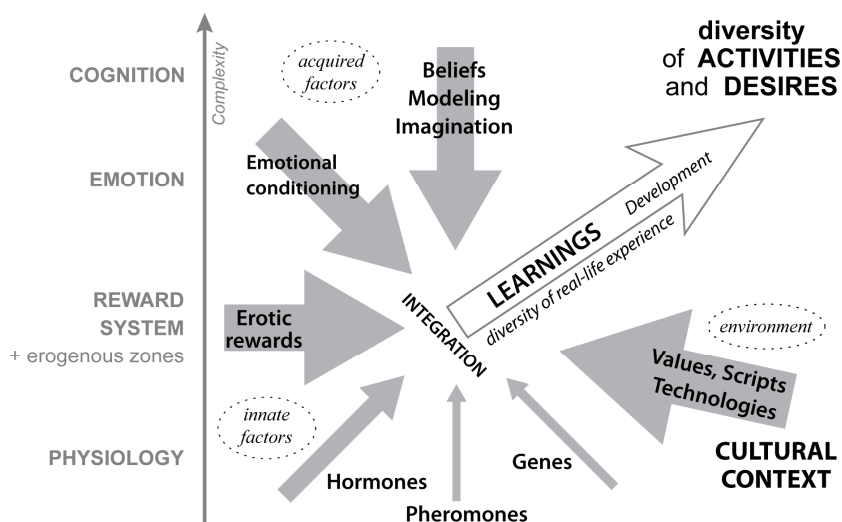 COGNITION
Complexity
acquired
factors
Beliefs
Modeling
Imagination
diversity
of ACTIVITIES
and DESIRES
EMOTION
Emotional
conditioning
Development
LEARNINGS
diversity of real-life experience
REWARD
SYSTEM
+ erogenous zones
Erotic
rewards
INTEGRATION
environment
Values, Scripts
Technologies
innate
factors
PHYSIOLOGY
Hormones
Pheromones
Genes
CULTURAL
CONTEXT